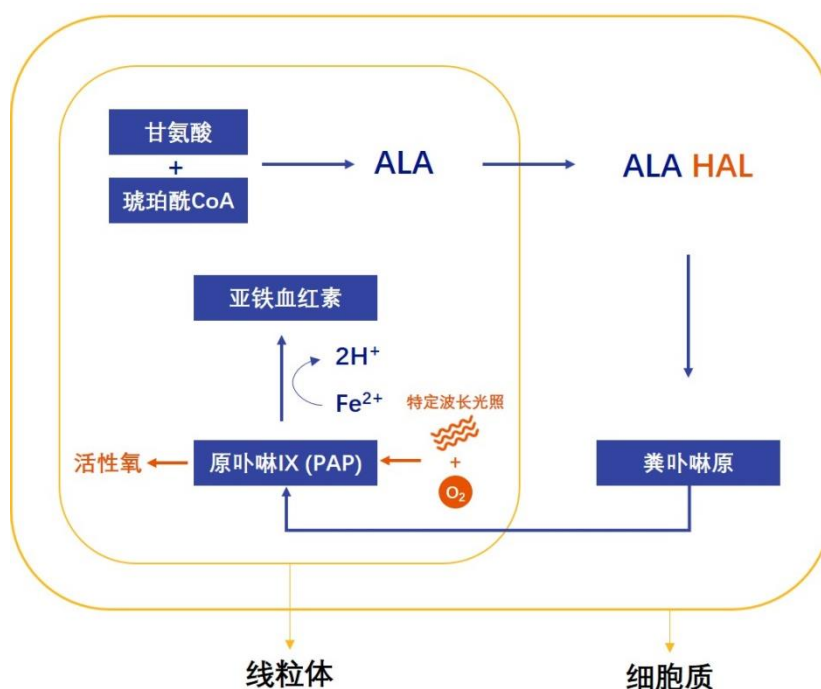 甘氨酸
+
琥珀酰CoA
ALA
ALA HAL
亚铁血红素
2H⁺
Fe²⁺
特定波长光照
+
O₂
活性氧
原卟啉IX (PAP)
粪卟啉原
线粒体
细胞质